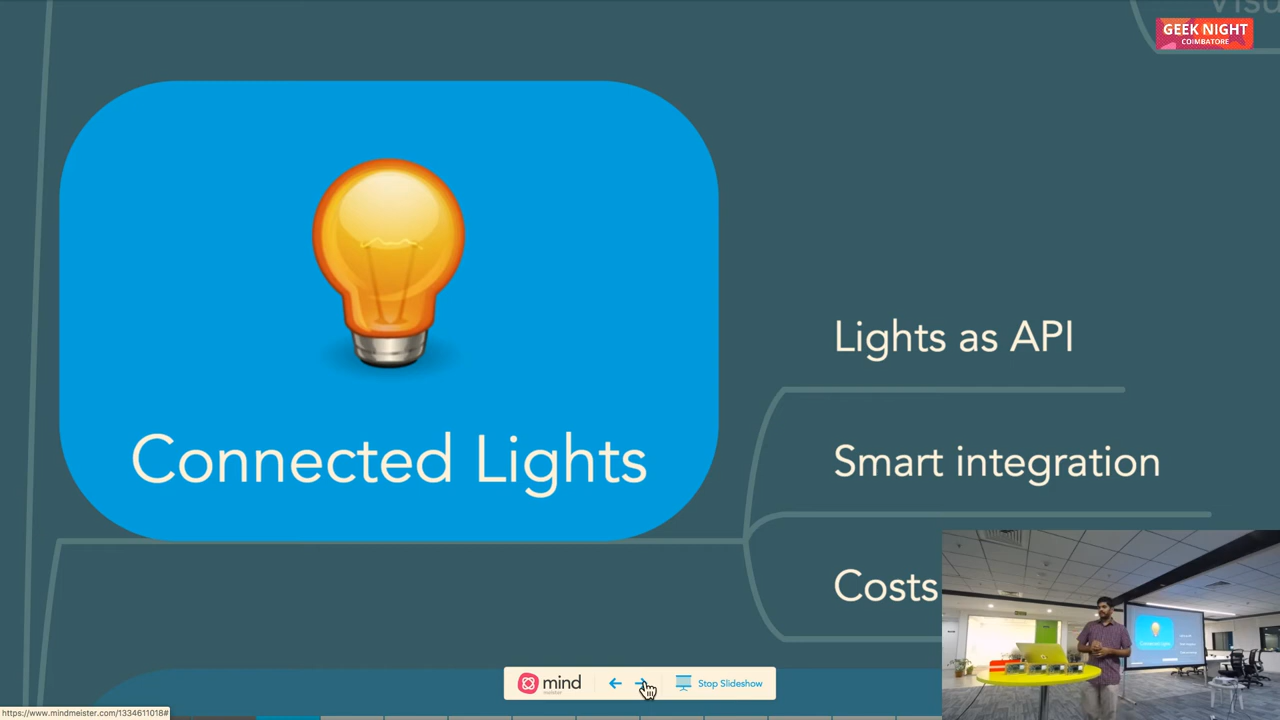 GEEK NIGHT
COIMBATORE
Lights as API
Connected Lights
Smart integration
Costs
mind
meister
Stop Slideshow
https://www.mindmeister.com/1334611018#